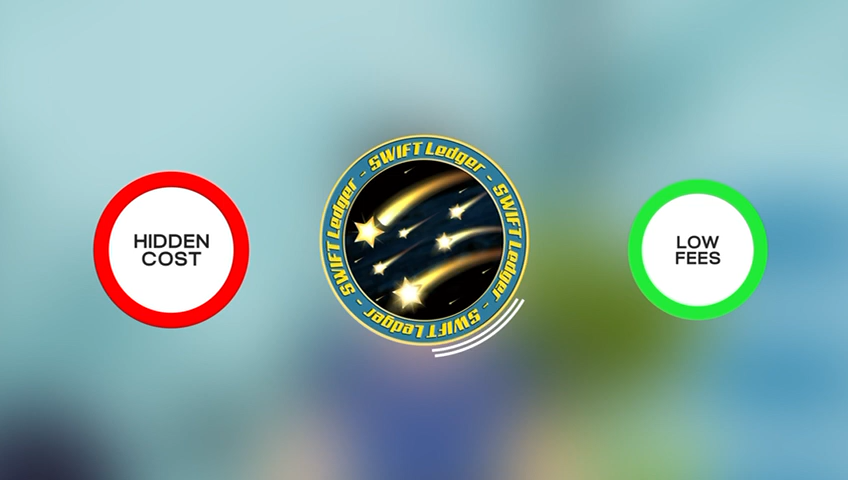 HIDDEN
COST
SWIFT Ledger - SWIFT Ledger - SWIFT Ledger - SWIFT Ledger -
LOW
FEES